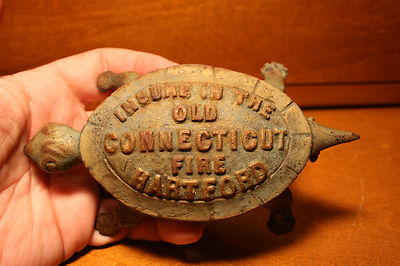 INSURE IN THE
OLD
CONNECTICUT
FIRE
HARTFORD